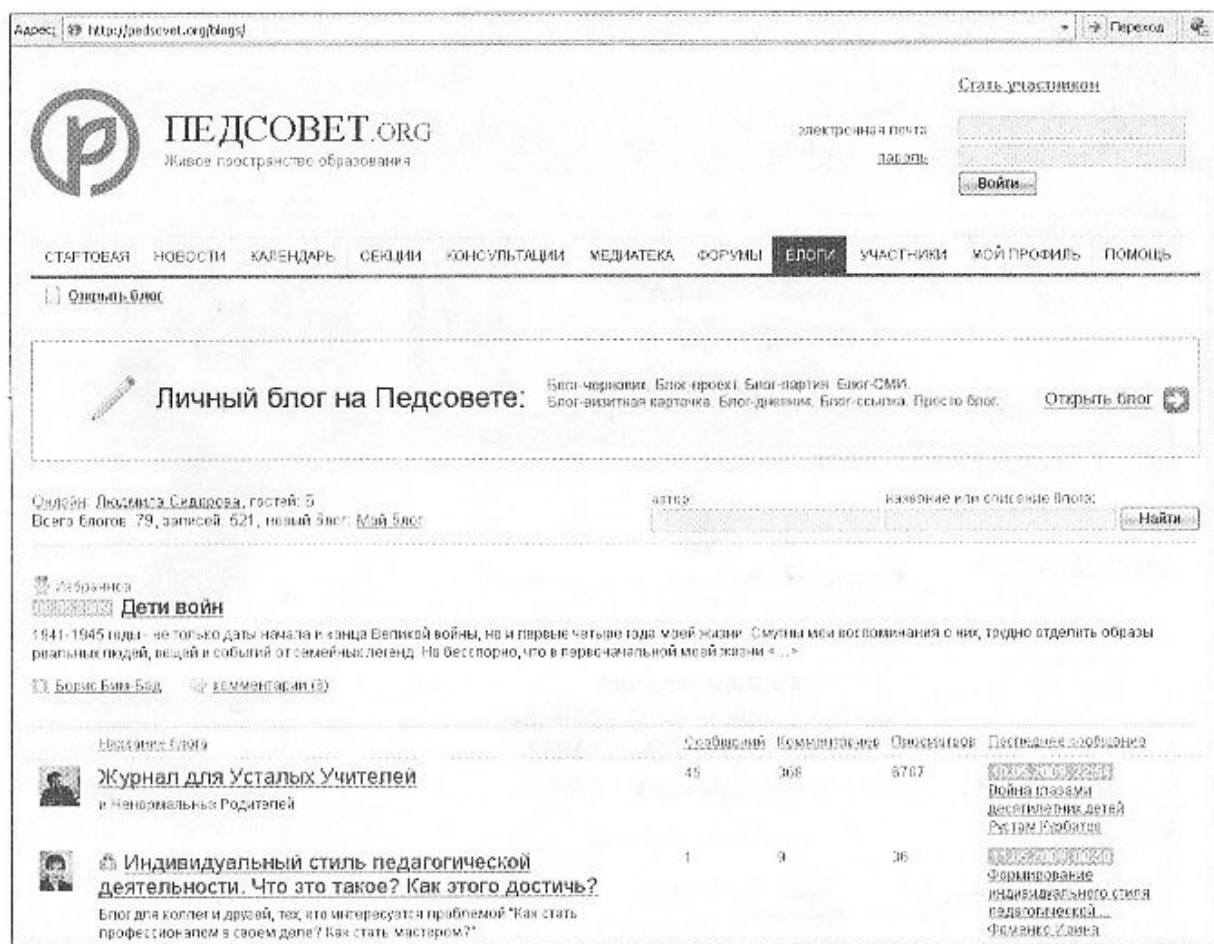 Адрес: http://pedsovet.org/blogs/ Переход
Стать участником
ПЕДСОВЕТ.ORG
Живое пространство образования
электронная почта
пароль
Войти
СТАРТОВАЯ НОВОСТИ КАЛЕНДАРЬ СЕКЦИИ КОНСУЛЬТАЦИИ МЕДИАТЕКА ФОРУМЫ БЛОГИ УЧАСТНИКИ МОЙ ПРОФИЛЬ ПОМОЩЬ
Открыть блог
Личный блог на Педсовете:
Блог-черновик, Блог-проект, Блог-партия, Блог-СМИ,
Блог-визитная карточка, Блог-дневник, Блог-ссылка, Просто блог.
Открыть блог
Онлайн: Людмила Сидорова, гостей: 5
Всего блогов: 79, записей: 521, новый блог: Мой блог
автор: название или описание блога:
Найти
Избранное
Дети войн
1941-1945 годы - не только даты начала и конца Великой войны, но и первые четыре года моей жизни. Смутны мои воспоминания о них, трудно отделить образы
реальных людей, вещей и событий от семейных легенд. Но бесспорно, что в первоначальной моей жизни <...>
Борис Бим-Бад комментарии (8)
Название блога Сообщений Комментариев Просмотров Последнее сообщение
Журнал для Усталых Учителей 45 368 6707
и Ненормальных Родителей
Война глазами
десятилетних детей
Рустам Курбатов
Индивидуальный стиль педагогической 1 9 36
деятельности. Что это такое? Как этого достичь?
Блог для коллег и друзей, тех, кто интересуется проблемой "Как стать
профессионалом в своем деле? Как стать мастером?"
Формирование
индивидуального стиля
педагогической ...
Фоменко Ирина